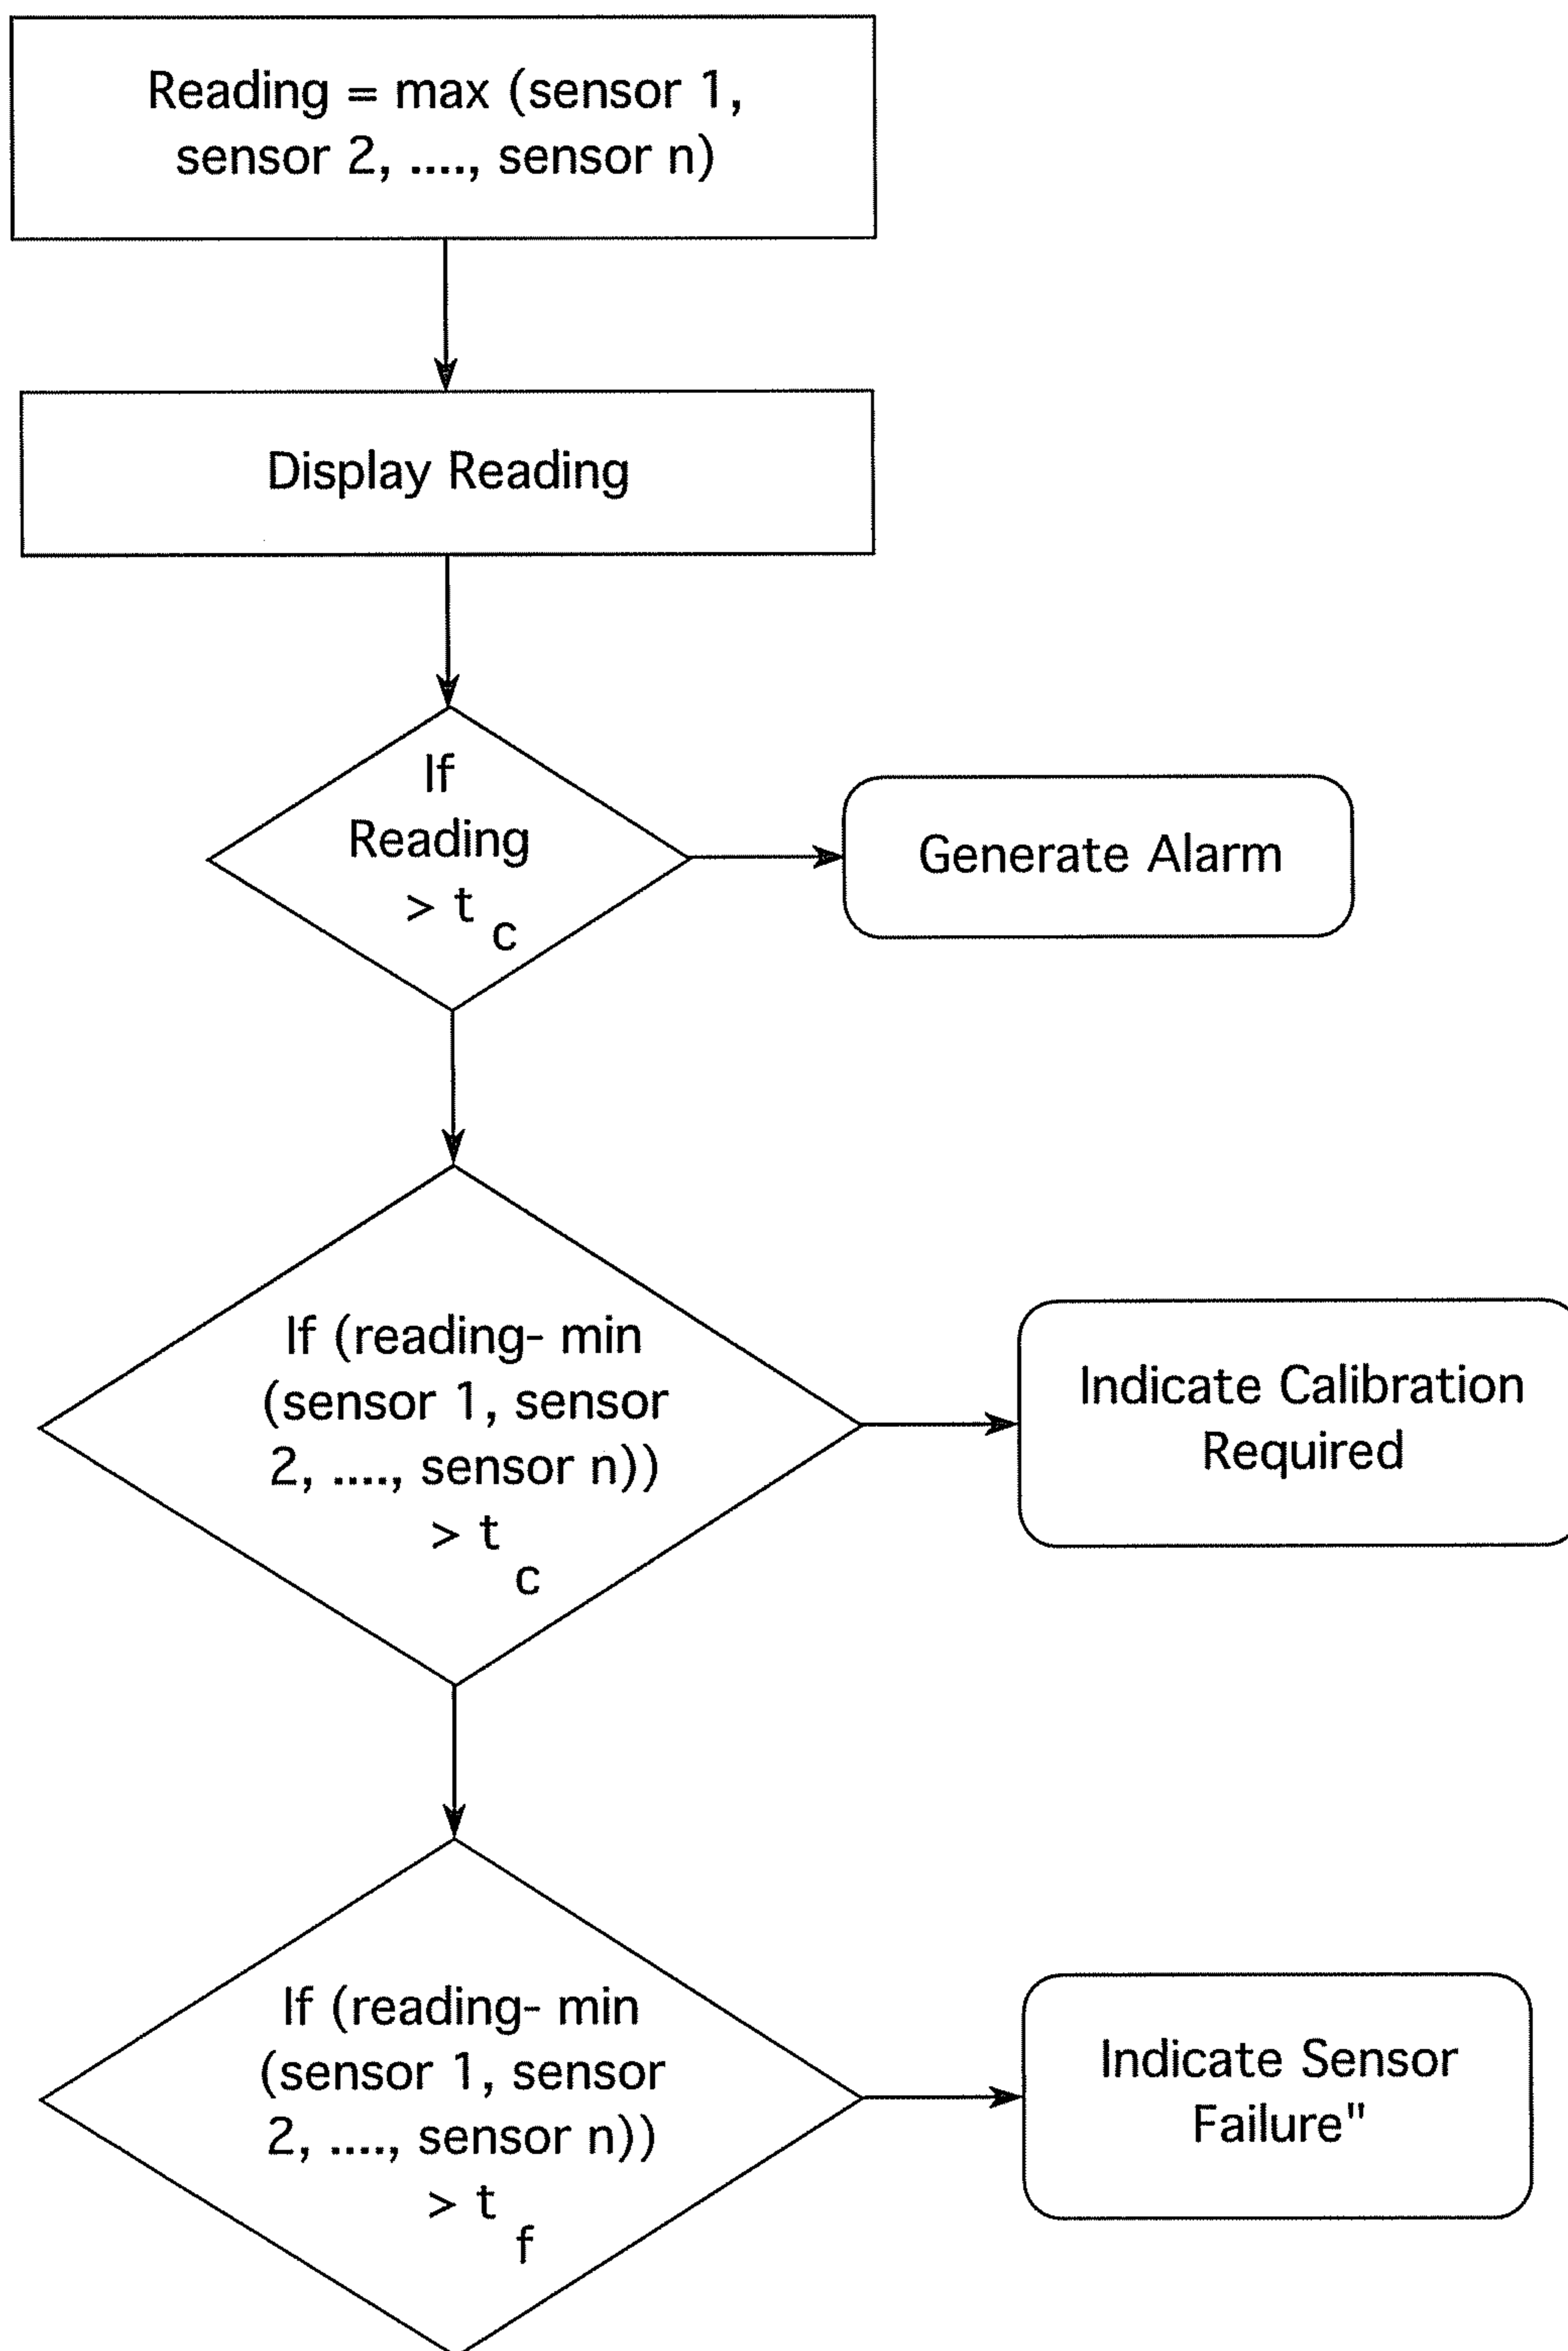 Reading = max (sensor 1,
sensor 2, ...., sensor n)
Display Reading
If
Reading
> t c
Generate Alarm
If (reading- min
(sensor 1, sensor
2, ...., sensor n))
> t
c
Indicate Calibration
Required
If (reading- min
(sensor 1, sensor
2, ...., sensor n))
> t
f
Indicate Sensor
Failure"